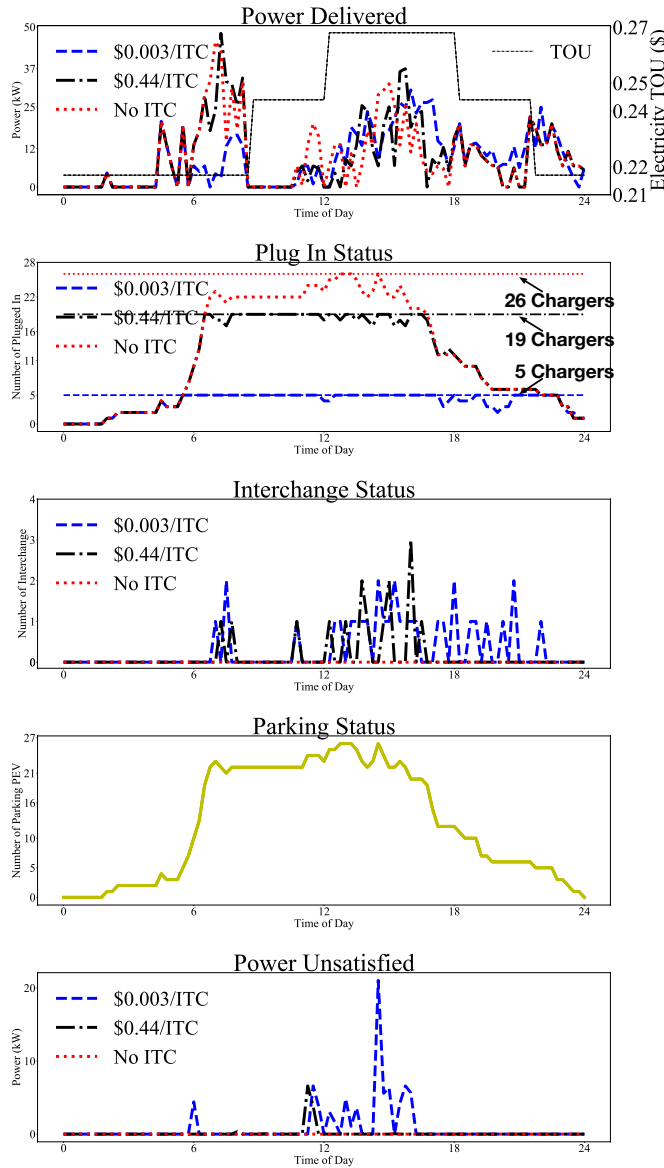 Power Delivered
50
37
25
12
0
Power (kW)
$0.003/ITC
$0.44/ITC
No ITC
TOU
0.27
0.25
0.24
0.22
0.21
Electricity TOU ($)
0
6
12
18
24
Time of Day
Plug In Status
28
22
16
11
5
0
Number of Plugged In
$0.003/ITC
$0.44/ITC
No ITC
26 Chargers
19 Chargers
5 Chargers
0
6
12
18
24
Time of Day
Interchange Status
4
3
2
1
0
Number of Interchange
$0.003/ITC
$0.44/ITC
No ITC
0
6
12
18
24
Time of Day
Parking Status
27
21
16
10
5
0
Number of Parking PEV
0
6
12
18
24
Time of Day
Power Unsatisfied
20
10
0
Power (kW)
$0.003/ITC
$0.44/ITC
No ITC
0
6
12
18
24
Time of Day